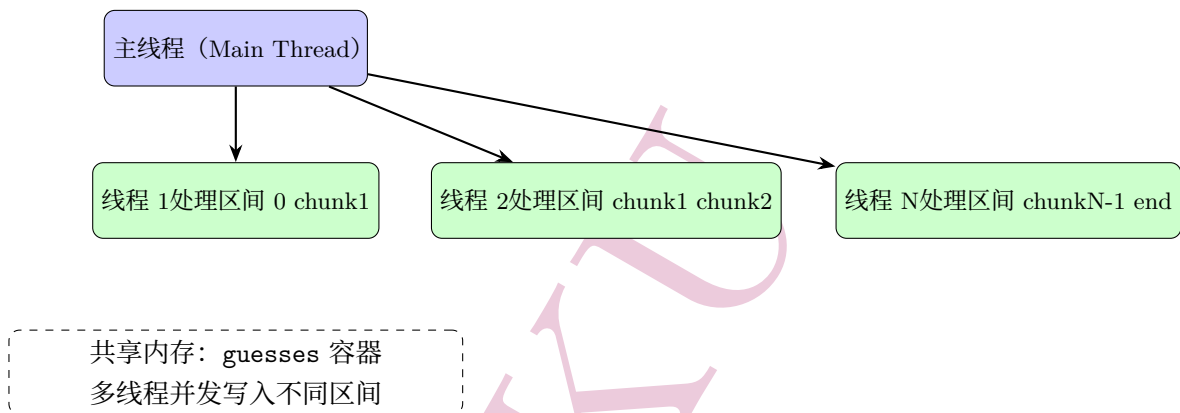 主线程（Main Thread）
线程 1处理区间 0 chunk1
线程 2处理区间 chunk1 chunk2
线程 N处理区间 chunkN-1 end
共享内存：guesses 容器
多线程并发写入不同区间